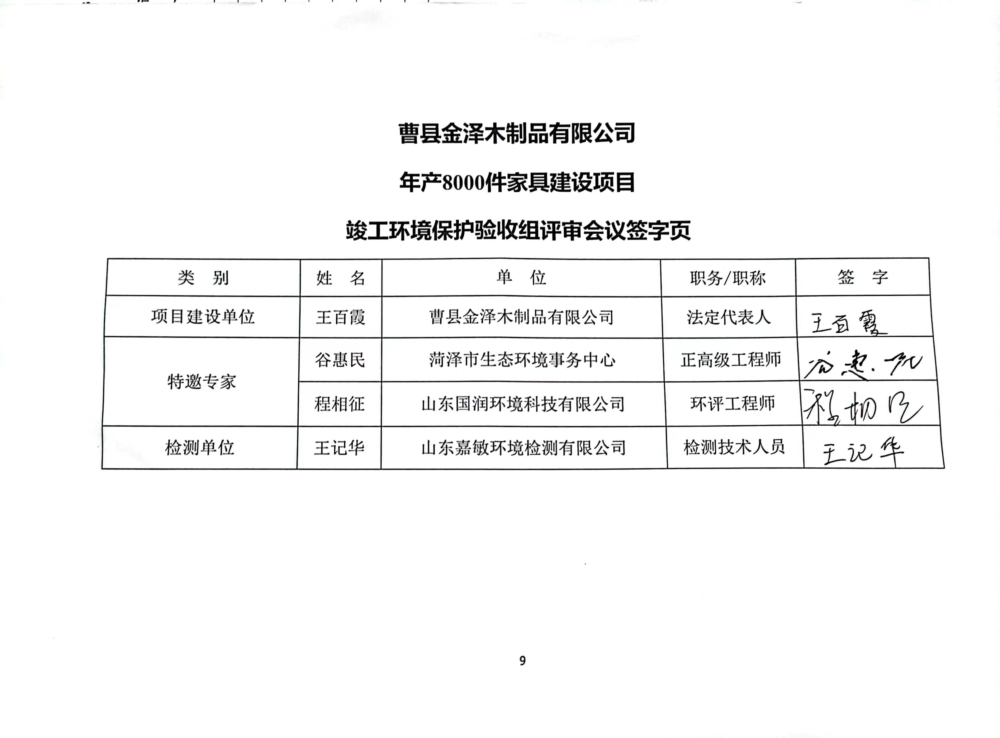 曹县金泽木制品有限公司
年产8000件家具建设项目
竣工环境保护验收组评审会议签字页
类 别 姓 名 单 位 职务/职称 签 字
项目建设单位 王百霞 曹县金泽木制品有限公司 法定代表人 王百霞
特邀专家 谷惠民 菏泽市生态环境事务中心 正高级工程师 谷惠民
程相征 山东国润环境科技有限公司 环评工程师 程相征
检测单位 王记华 山东嘉敏环境检测有限公司 检测技术人员 王记华
9